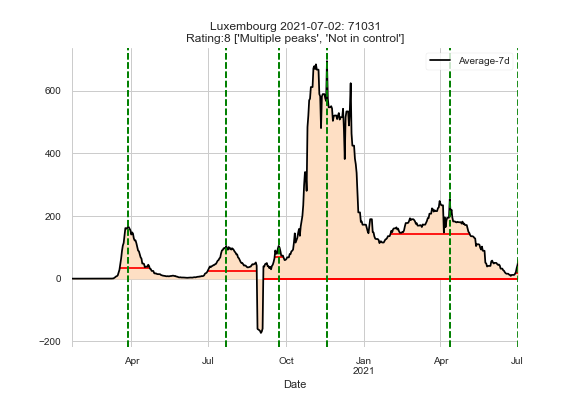 Luxembourg 2021-07-02: 71031
Rating:8 ['Multiple peaks', 'Not in control']
Average-7d
600
400
200
0
−200
Apr Jul Oct Jan Apr Jul
2021
Date